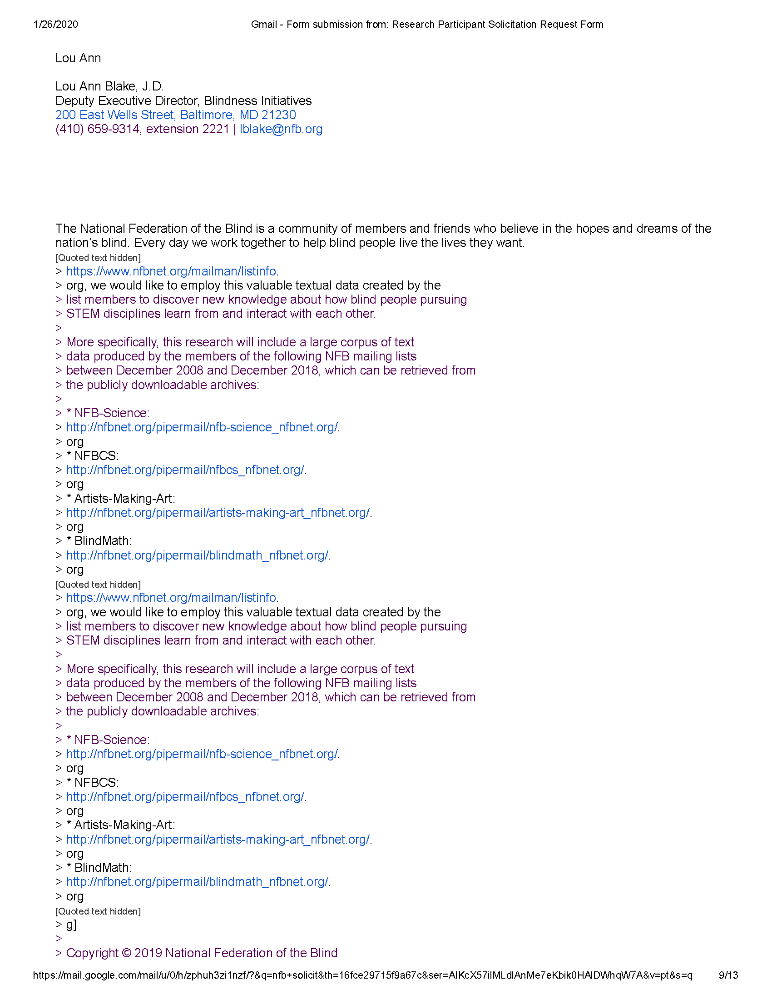 1/26/2020 Gmail - Form submission from: Research Participant Solicitation Request Form
Lou Ann
Lou Ann Blake, J.D.
Deputy Executive Director, Blindness Initiatives
200 East Wells Street, Baltimore, MD 21230
(410) 659-9314, extension 2221 | lblake@nfb.org
The National Federation of the Blind is a community of members and friends who believe in the hopes and dreams of the
nation’s blind. Every day we work together to help blind people live the lives they want.
[Quoted text hidden]
> https://www.nfbnet.org/mailman/listinfo.
> org, we would like to employ this valuable textual data created by the
> list members to discover new knowledge about how blind people pursuing
> STEM disciplines learn from and interact with each other.
>
> More specifically, this research will include a large corpus of text
> data produced by the members of the following NFB mailing lists
> between December 2008 and December 2018, which can be retrieved from
> the publicly downloadable archives:
>
> * NFB-Science:
> http://nfbnet.org/pipermail/nfb-science_nfbnet.org/.
> org
> * NFBCS:
> http://nfbnet.org/pipermail/nfbcs_nfbnet.org/.
> org
> * Artists-Making-Art:
> http://nfbnet.org/pipermail/artists-making-art_nfbnet.org/.
> org
> * BlindMath:
> http://nfbnet.org/pipermail/blindmath_nfbnet.org/.
> org
[Quoted text hidden]
> https://www.nfbnet.org/mailman/listinfo.
> org, we would like to employ this valuable textual data created by the
> list members to discover new knowledge about how blind people pursuing
> STEM disciplines learn from and interact with each other.
>
> More specifically, this research will include a large corpus of text
> data produced by the members of the following NFB mailing lists
> between December 2008 and December 2018, which can be retrieved from
> the publicly downloadable archives:
>
> * NFB-Science:
> http://nfbnet.org/pipermail/nfb-science_nfbnet.org/.
> org
> * NFBCS:
> http://nfbnet.org/pipermail/nfbcs_nfbnet.org/.
> org
> * Artists-Making-Art:
> http://nfbnet.org/pipermail/artists-making-art_nfbnet.org/.
> org
> * BlindMath:
> http://nfbnet.org/pipermail/blindmath_nfbnet.org/.
> org
[Quoted text hidden]
> g]
>
> Copyright © 2019 National Federation of the Blind
https://mail.google.com/mail/u/0/h/zphuh3zi1nzf/?&q=nfb+solicit&th=16fce29715f9a67c&ser=AIKcX57ilMLdlAnMe7eKbik0HAlDWhqW7A&v=pt&s=q 9/13